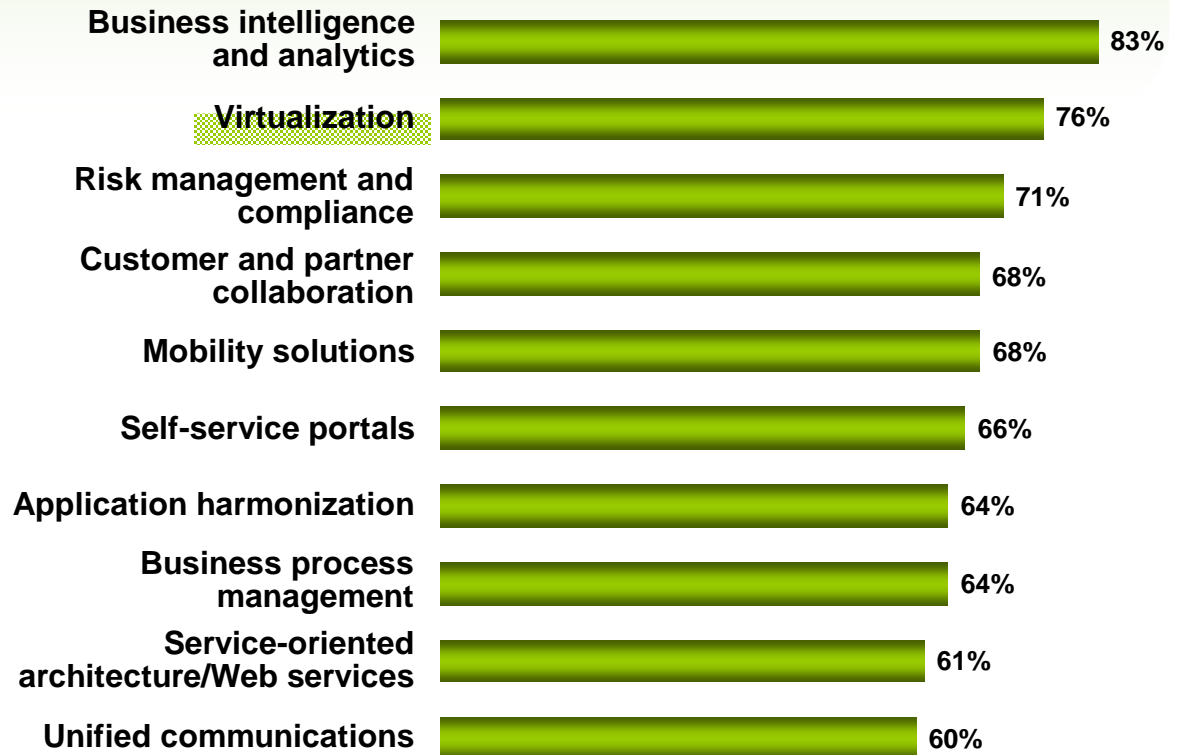 Business intelligence
and analytics
83%
Virtualization
76%
Risk management and
compliance
71%
Customer and partner
collaboration
68%
Mobility solutions
68%
Self-service portals
66%
Application harmonization
64%
Business process
management
64%
Service-oriented
architecture/Web services
61%
Unified communications
60%